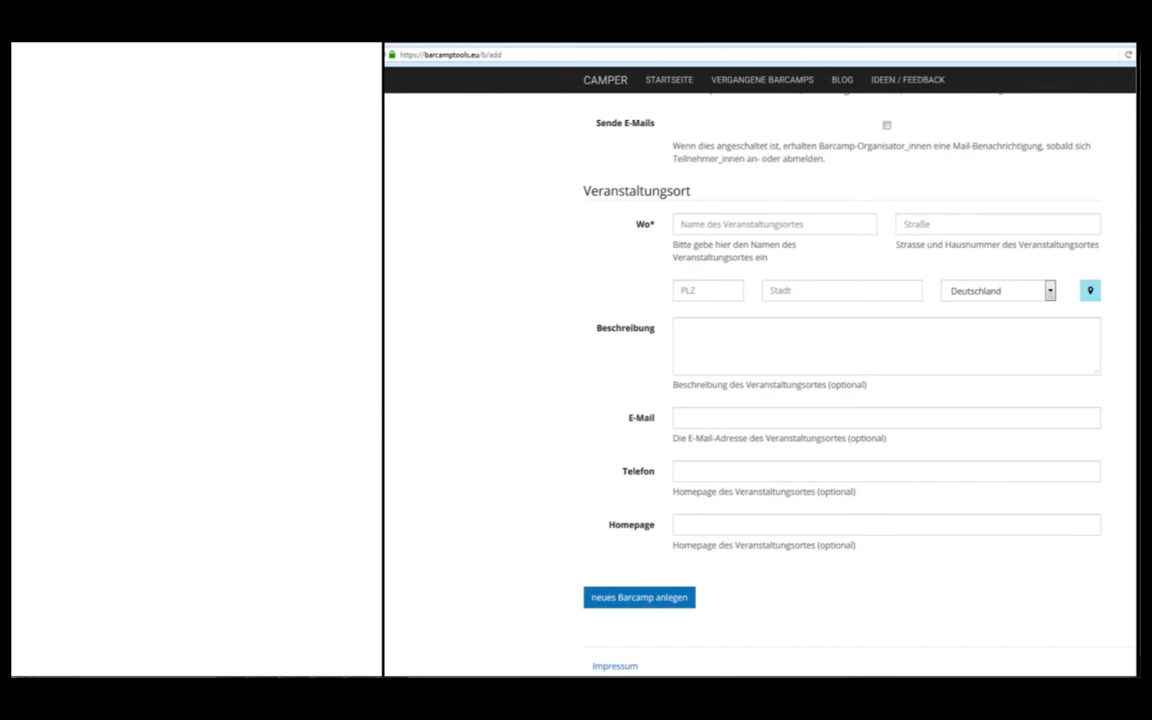 https://barcamptools.eu/b/add
CAMPER STARTSEITE VERGANGENE BARCAMPS BLOG IDEEN / FEEDBACK
Sende E-Mails
Wenn dies angeschaltet ist, erhalten Barcamp-Organisator_innen eine Mail-Benachrichtigung, sobald sich
Teilnehmer_innen an- oder abmelden.
Veranstaltungsort
Wo* Name des Veranstaltungsortes Straße
Bitte gebe hier den Namen des Strasse und Hausnummer des Veranstaltungsortes
Veranstaltungsortes ein
PLZ Stadt Deutschland
Beschreibung
Beschreibung des Veranstaltungsortes (optional)
E-Mail
Die E-Mail-Adresse des Veranstaltungsortes (optional)
Telefon
Homepage des Veranstaltungsortes (optional)
Homepage
Homepage des Veranstaltungsortes (optional)
neues Barcamp anlegen
Impressum